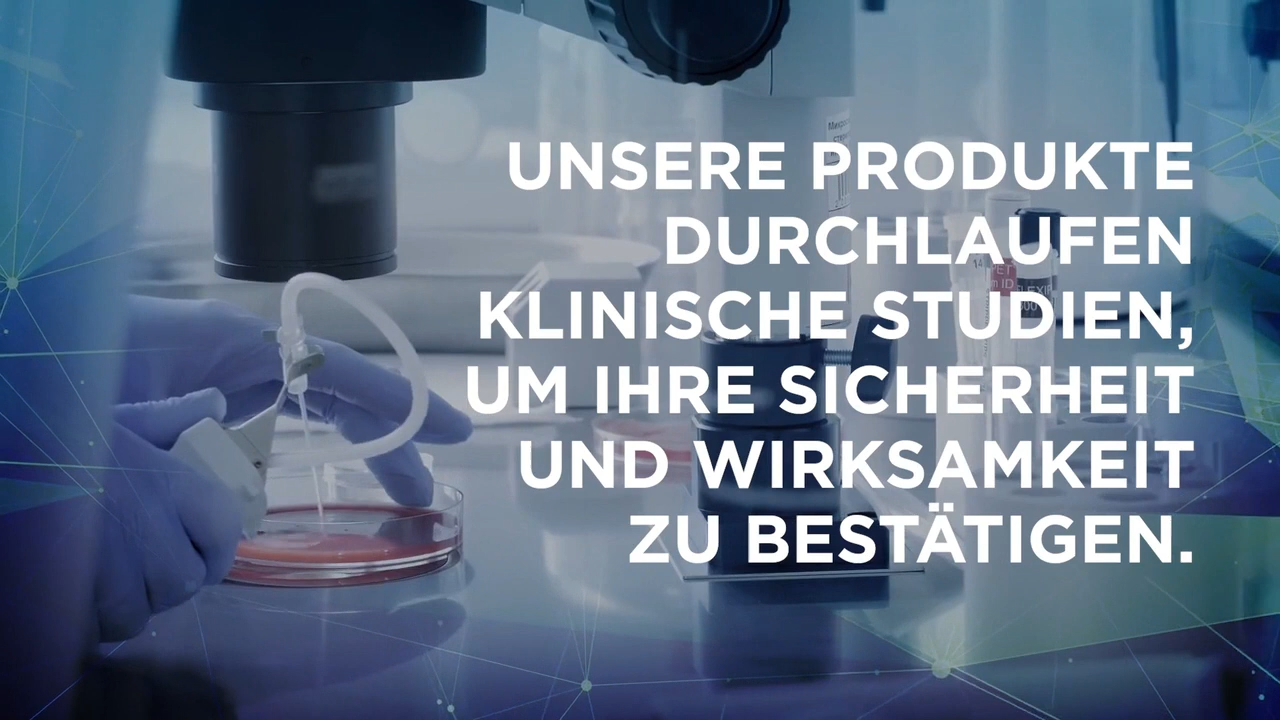 UNSERE PRODUKTE
DURCHLAUFEN
KLINISCHE STUDIEN,
UM IHRE SICHERHEIT
UND WIRKSAMKEIT
ZU BESTÄTIGEN.